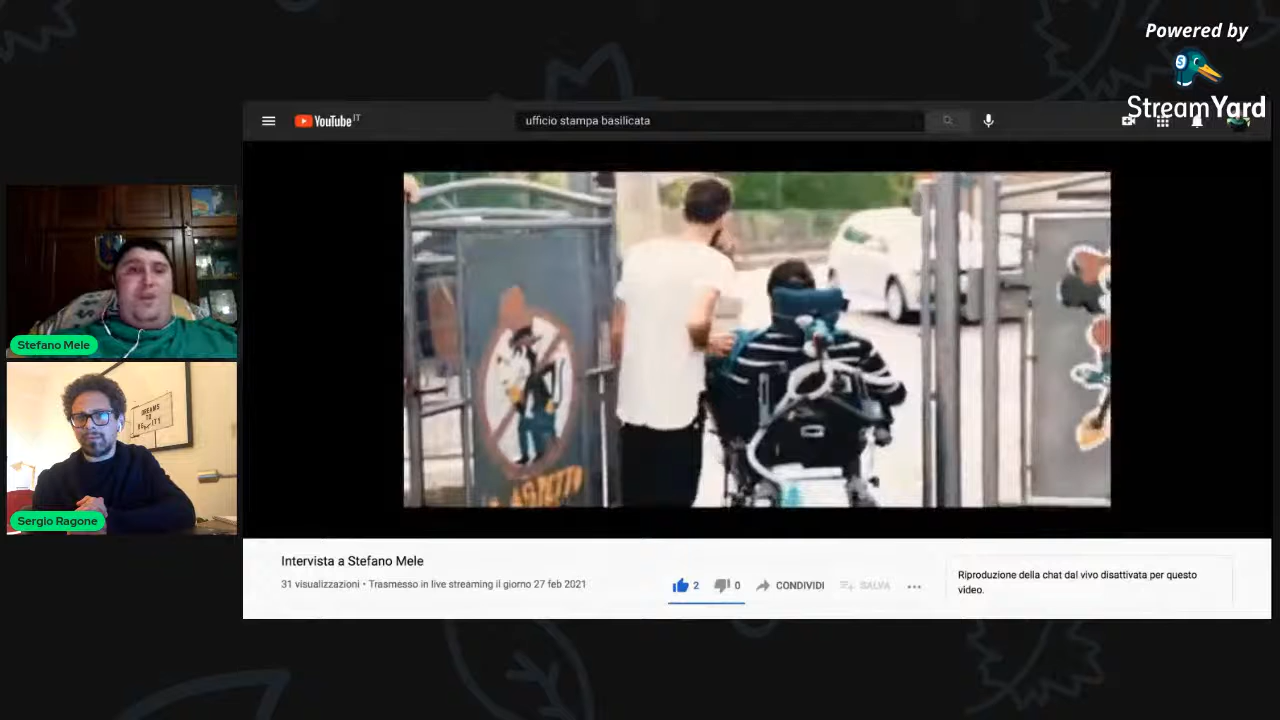 Powered by
StreamYard
YouTube IT
ufficio stampa basilicata
Stefano Mele
DREAMS
TO
Sergio Ragone
Intervista a Stefano Mele
31 visualizzazioni • Trasmesso in live streaming il giorno 27 feb 2021
2
0
CONDIVIDI
SALVA
Riproduzione della chat dal vivo disattivata per questo
video.